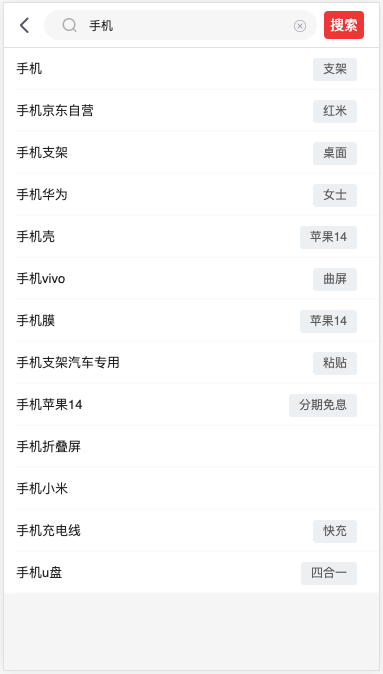 手机 搜索
手机 支架
手机京东自营 红米
手机支架 桌面
手机华为 女士
手机壳 苹果14
手机vivo 曲屏
手机膜 苹果14
手机支架汽车专用 粘贴
手机苹果14 分期免息
手机折叠屏
手机小米
手机充电线 快充
手机u盘 四合一